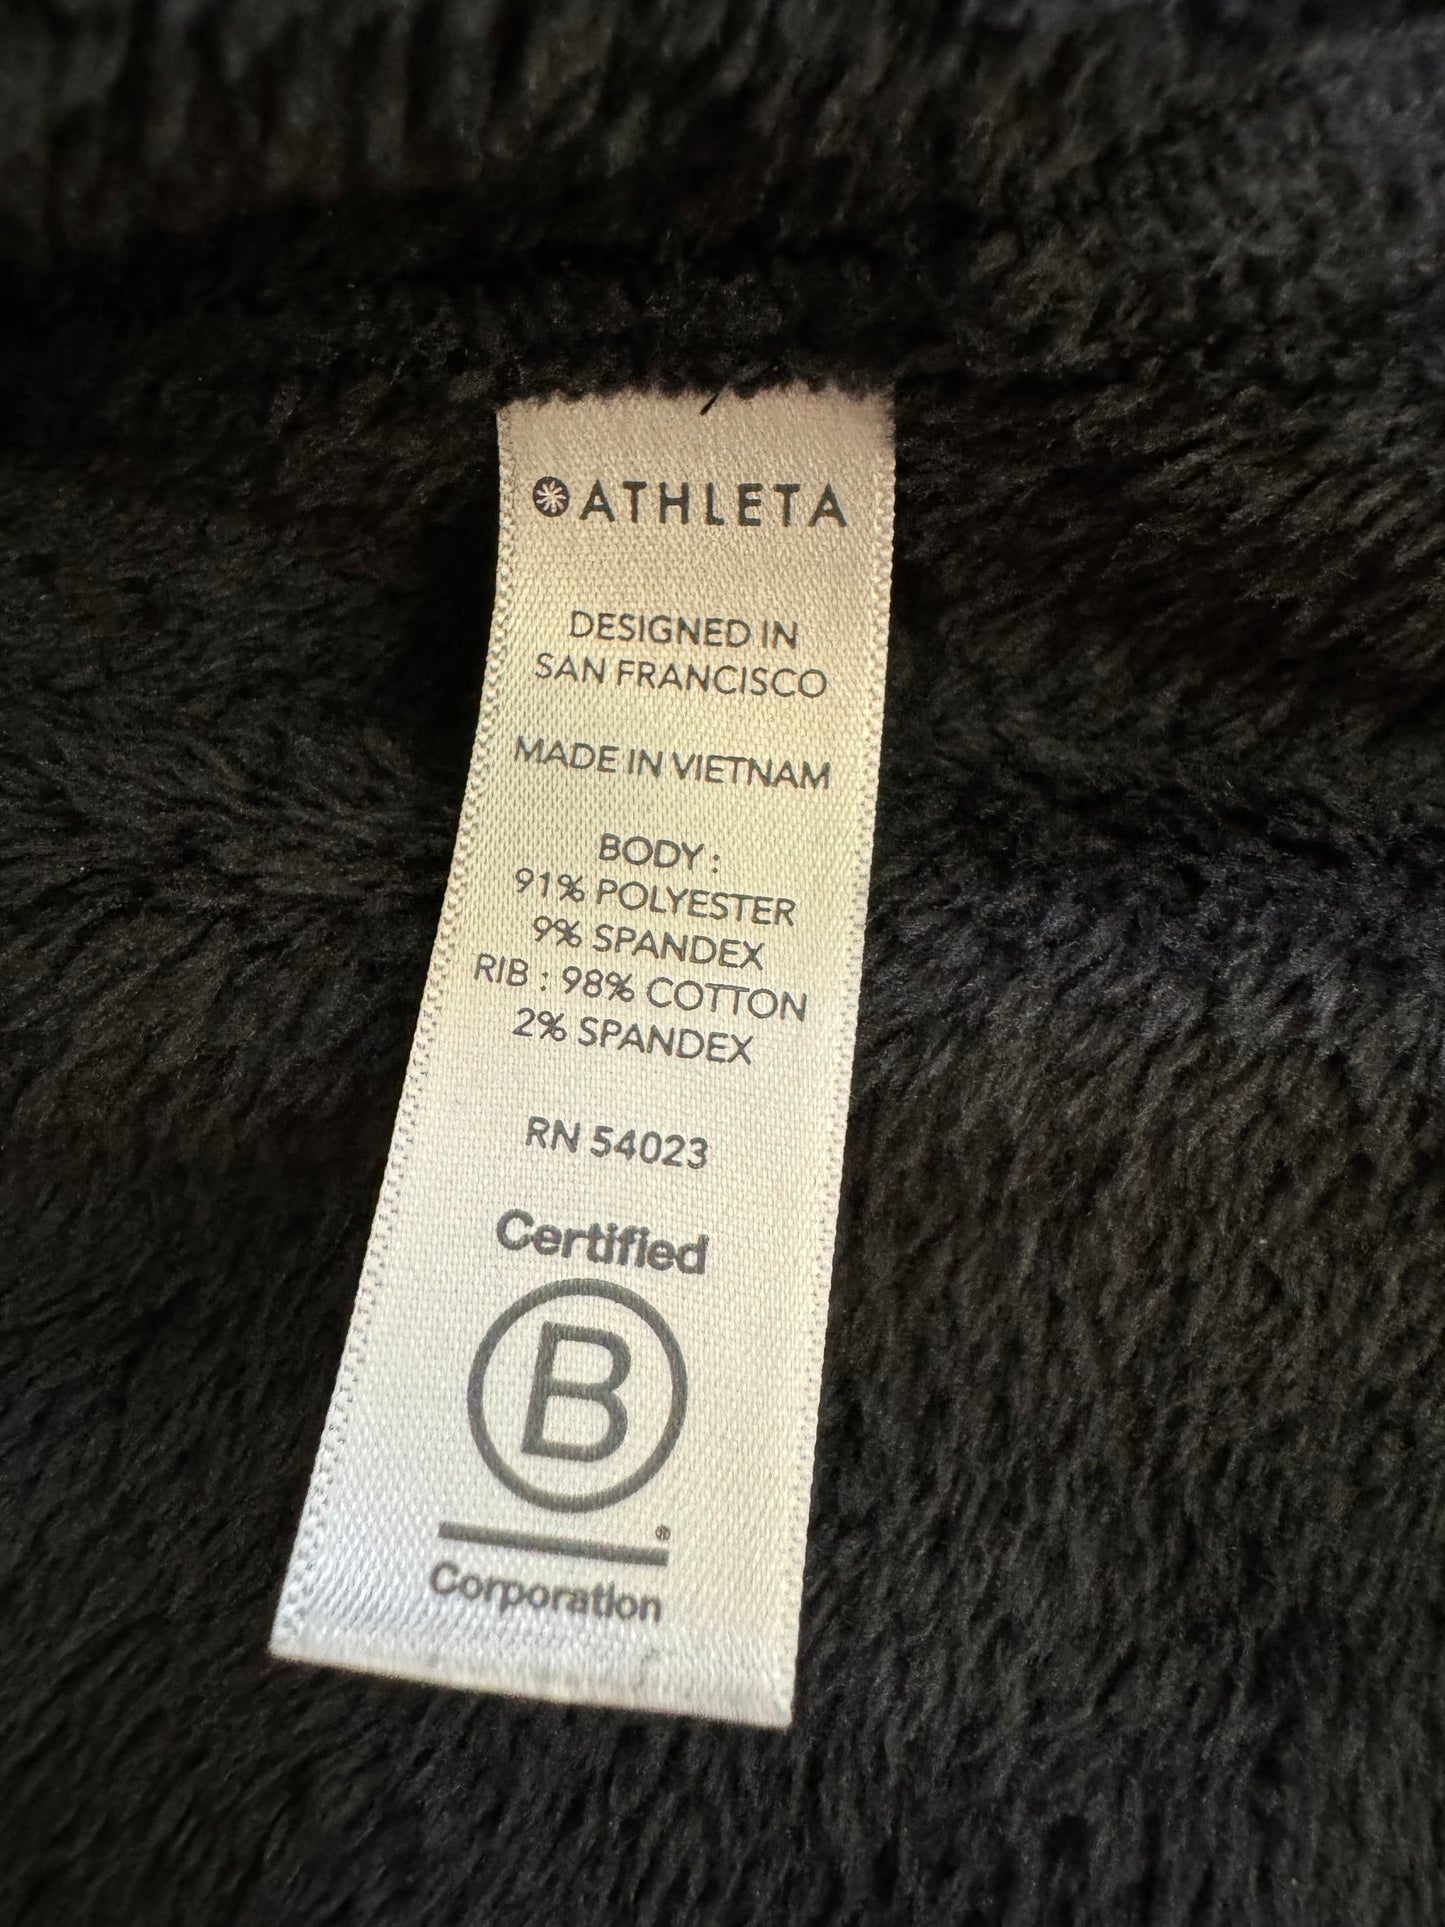 ATHLETA
DESIGNED IN
SAN FRANCISCO
MADE IN VIETNAM
BODY :
91% POLYESTER
9% SPANDEX
RIB : 98% COTTON
2% SPANDEX
RN 54023
Certified
B
®
Corporation